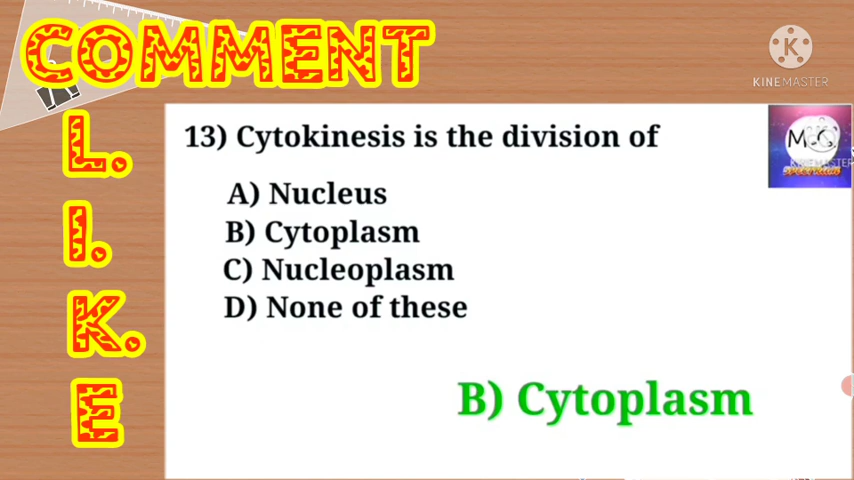 COMMENT
L.
I.
K.
E
K
KINEMASTER
13) Cytokinesis is the division of
A) Nucleus
B) Cytoplasm
C) Nucleoplasm
D) None of these
B) Cytoplasm